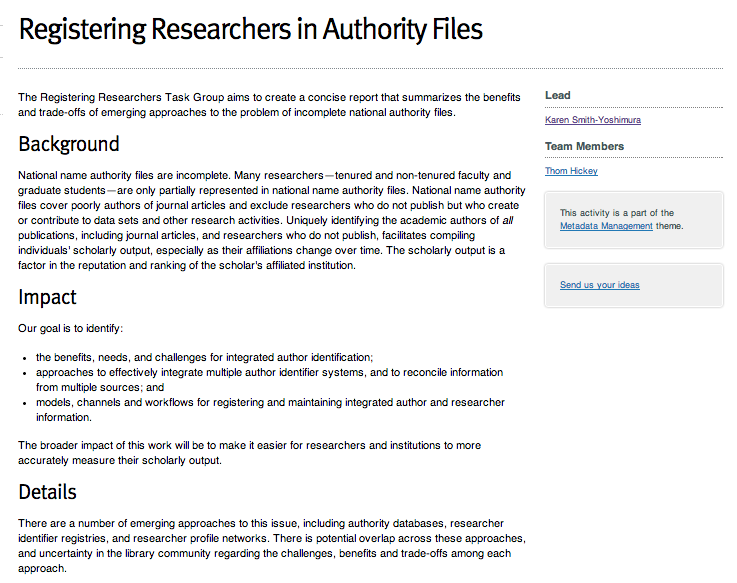 Registering Researchers in Authority Files
The Registering Researchers Task Group aims to create a concise report that summarizes the benefits
and trade-offs of emerging approaches to the problem of incomplete national authority files.
Background
National name authority files are incomplete. Many researchers—tenured and non-tenured faculty and
graduate students—are only partially represented in national name authority files. National name authority
files cover poorly authors of journal articles and exclude researchers who do not publish but who create
or contribute to data sets and other research activities. Uniquely identifying the academic authors of all
publications, including journal articles, and researchers who do not publish, facilitates compiling
individuals' scholarly output, especially as their affiliations change over time. The scholarly output is a
factor in the reputation and ranking of the scholar's affiliated institution.
Impact
Our goal is to identify:
• the benefits, needs, and challenges for integrated author identification;
• approaches to effectively integrate multiple author identifier systems, and to reconcile information
from multiple sources; and
• models, channels and workflows for registering and maintaining integrated author and researcher
information.
The broader impact of this work will be to make it easier for researchers and institutions to more
accurately measure their scholarly output.
Details
There are a number of emerging approaches to this issue, including authority databases, researcher
identifier registries, and researcher profile networks. There is potential overlap across these approaches,
and uncertainty in the library community regarding the challenges, benefits and trade-offs among each
approach.
Lead
Karen Smith-Yoshimura
Team Members
Thom Hickey
This activity is a part of the
Metadata Management theme.
Send us your ideas